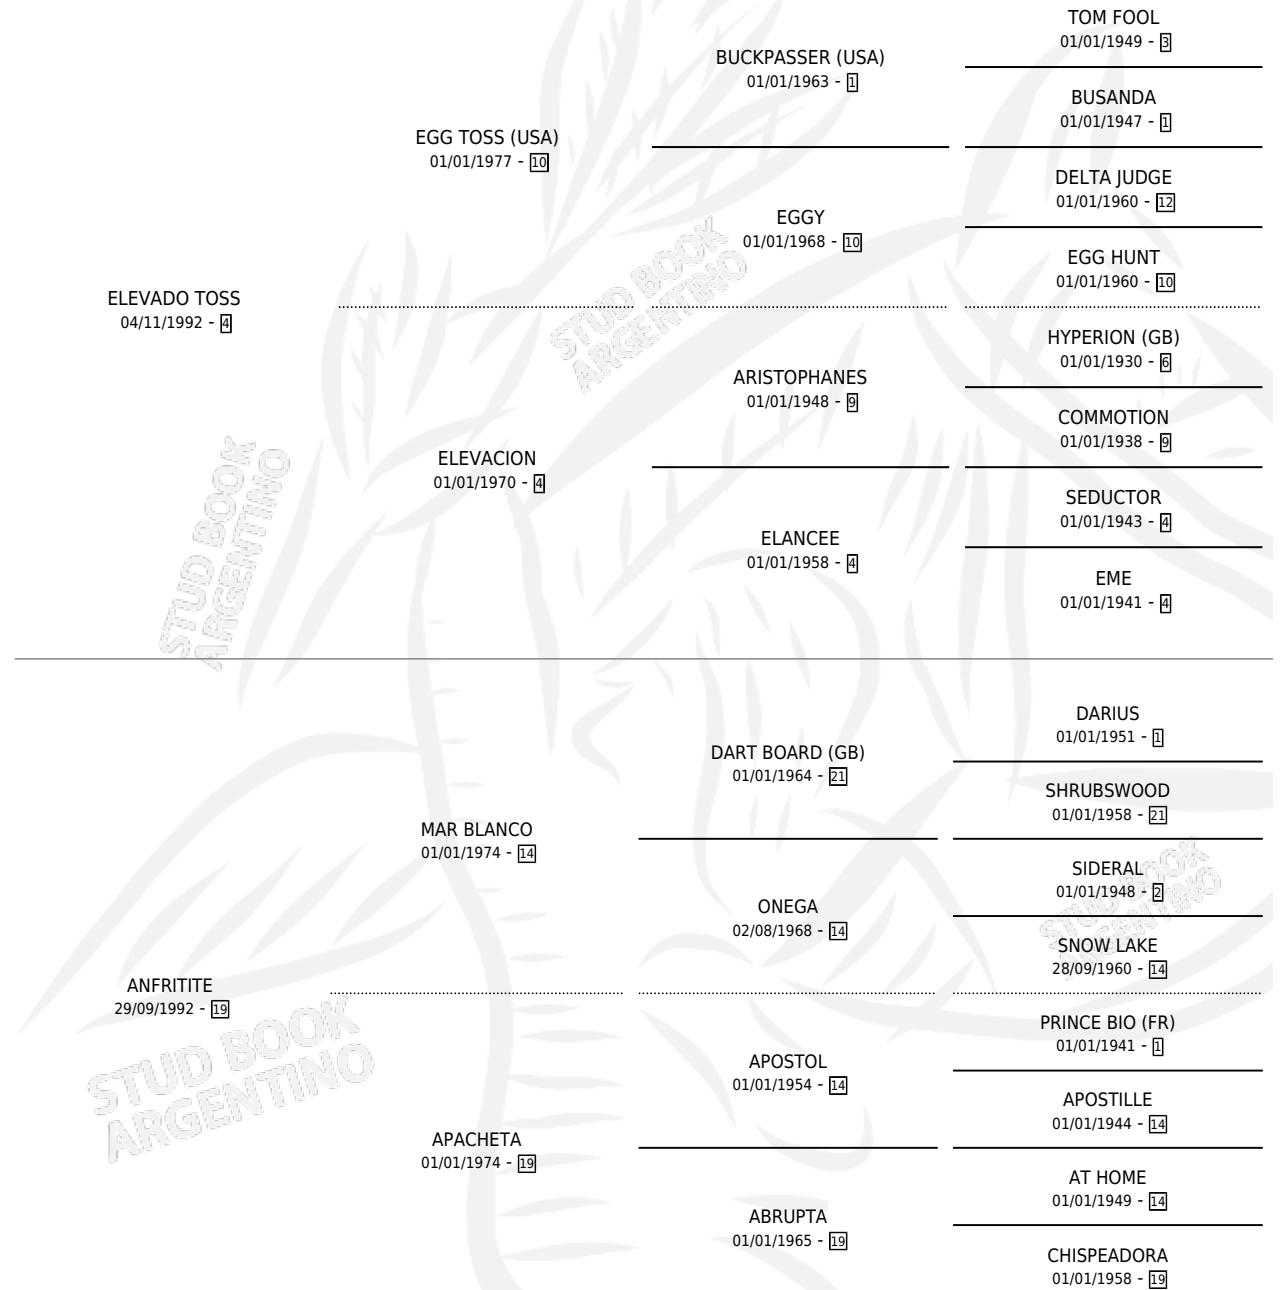 TOM FOOL
01/01/1949 - 3
BUCKPASSER (USA)
01/01/1963 - 1
BUSANDA
01/01/1947 - 1
EGG TOSS (USA)
01/01/1977 - 10
DELTA JUDGE
01/01/1960 - 12
EGGY
01/01/1968 - 10
EGG HUNT
01/01/1960 - 10
ELEVADO TOSS
04/11/1992 - 4
HYPERION (GB)
01/01/1930 - 6
ARISTOPHANES
01/01/1948 - 9
COMMOTION
01/01/1938 - 9
ELEVACION
01/01/1970 - 4
SEDUCTOR
01/01/1943 - 4
ELANCEE
01/01/1958 - 4
EME
01/01/1941 - 4
DARIUS
01/01/1951 - 1
DART BOARD (GB)
01/01/1964 - 21
SHRUBSWOOD
01/01/1958 - 21
MAR BLANCO
01/01/1974 - 14
SIDERAL
01/01/1948 - 2
ONEGA
02/08/1968 - 14
SNOW LAKE
28/09/1960 - 14
ANFRITITE
29/09/1992 - 19
PRINCE BIO (FR)
01/01/1941 - 1
APOSTOL
01/01/1954 - 14
APOSTILLE
01/01/1944 - 14
APACHETA
01/01/1974 - 19
AT HOME
01/01/1949 - 14
ABRUPTA
01/01/1965 - 19
CHISPEADORA
01/01/1958 - 19
STUD BOOK
ARGENTINO
STUD BOOK
ARGENTINO
STUD BOOK
ARGENTINO
STUD BOOK
ARGENTINO